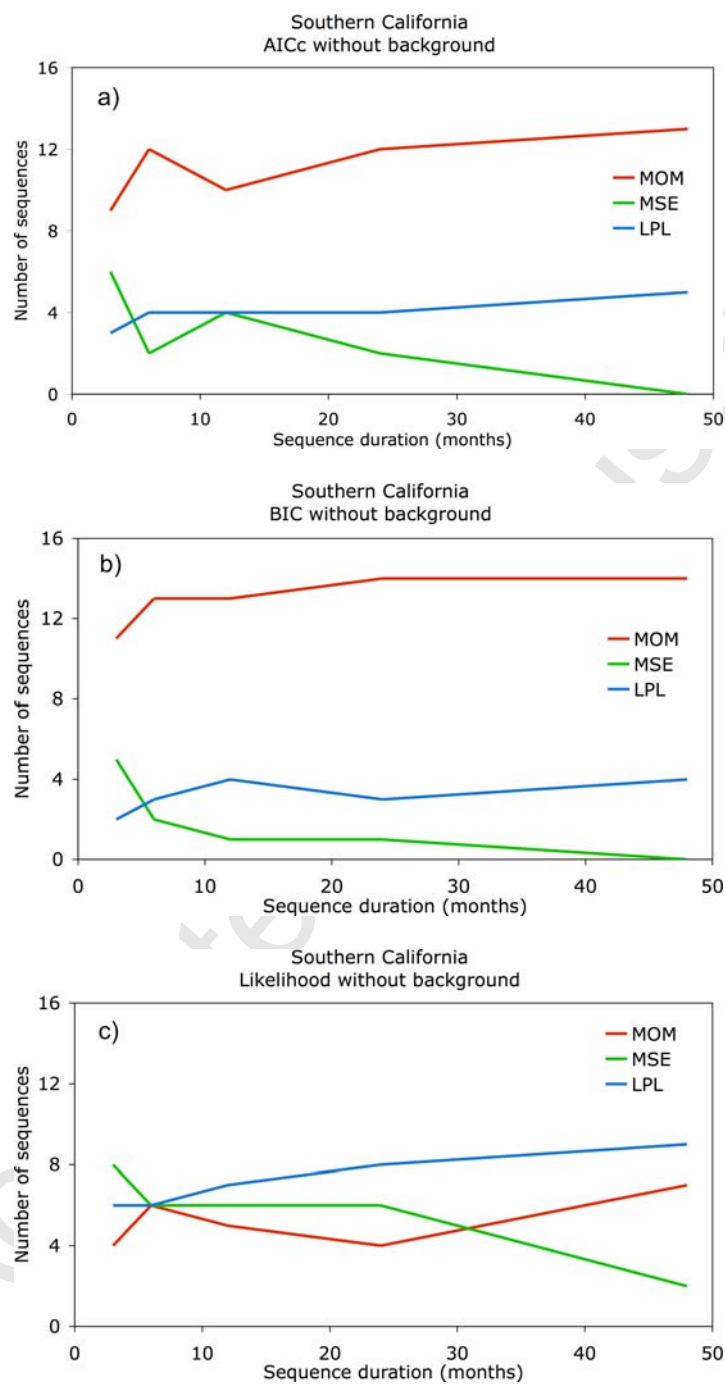 Southern California
AICc without background
a)
16
12
8
4
0
Number of sequences
MOM
MSE
LPL
0 10 20 30 40 50
Sequence duration (months)
Southern California
BIC without background
b)
16
12
8
4
0
Number of sequences
MOM
MSE
LPL
0 10 20 30 40 50
Sequence duration (months)
Southern California
Likelihood without background
c)
16
12
8
4
0
Number of sequences
MOM
MSE
LPL
0 10 20 30 40 50
Sequence duration (months)